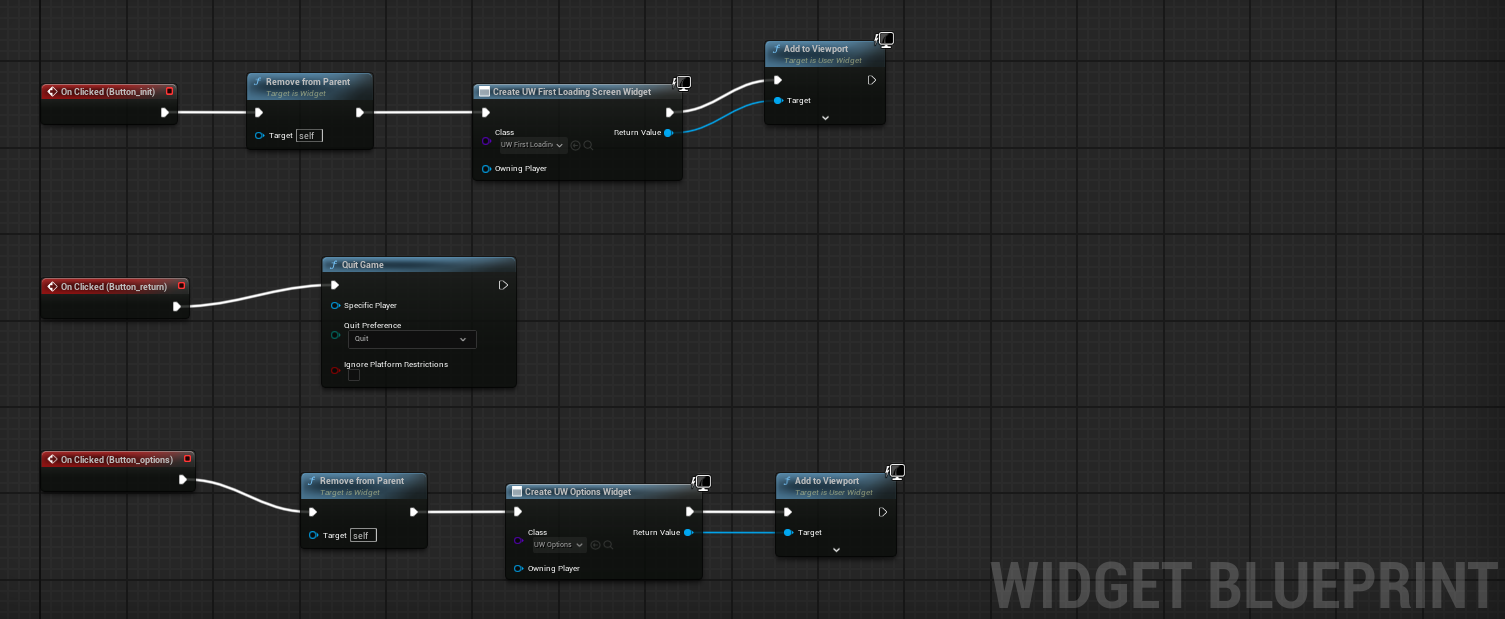 Add to Viewport
Target is User Widget
Target
On Clicked (Button_init)
Remove from Parent
Target is Widget
Target self
Create UW First Loading Screen Widget
Class
UW First Loadin
Return Value
Owning Player
On Clicked (Button_return)
Quit Game
Specific Player
Quit Preference
Quit
Ignore Platform Restrictions
On Clicked (Button_options)
Remove from Parent
Target is Widget
Target self
Create UW Options Widget
Class
UW Options
Return Value
Owning Player
Add to Viewport
Target is User Widget
Target
WIDGET BLUEPRINT